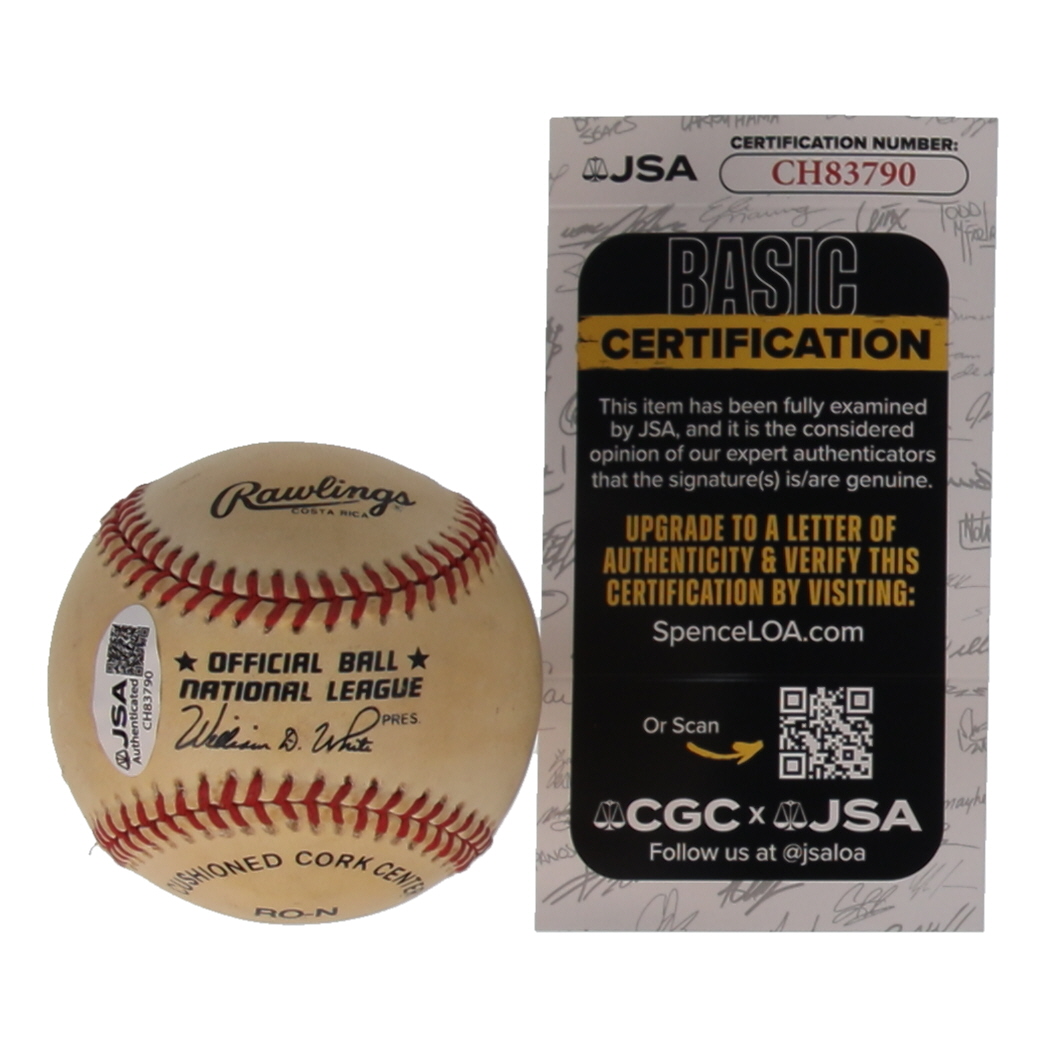 Rawlings
COSTA RICA
★ OFFICIAL BALL ★
NATIONAL LEAGUE
William D. White PRES.
CUSHIONED CORK CENTE
RO-N
JSA
Authenticated
CH83790
JSA
CERTIFICATION NUMBER:
CH83790
BASIC
CERTIFICATION
This item has been fully examined
by JSA, and it is the considered
opinion of our expert authenticators
that the signature(s) is/are genuine.
UPGRADE TO A LETTER OF
AUTHENTICITY & VERIFY THIS
CERTIFICATION BY VISITING:
SpenceLOA.com
Or Scan
CGC x JSA
Follow us at @jsaloa